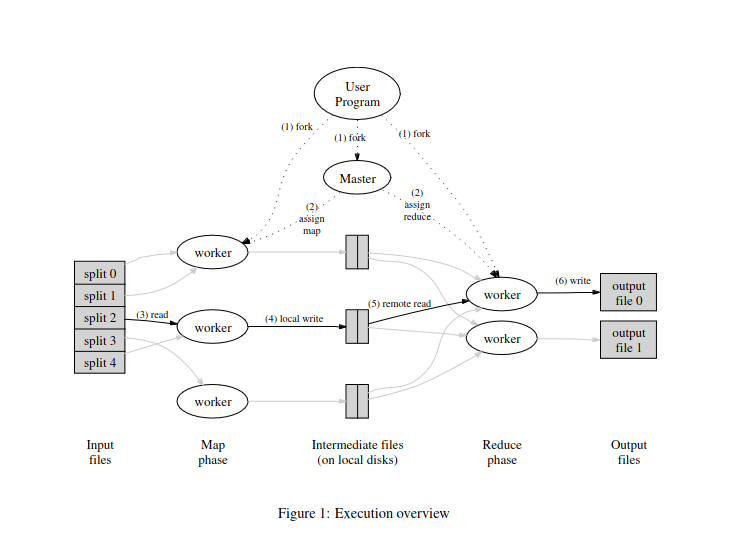 User
Program
(1) fork
(1) fork
(1) fork
Master
(2)
assign
map
(2)
assign
reduce
worker
split 0
split 1
split 2
split 3
split 4
(3) read
worker
(4) local write
(5) remote read
worker
(6) write
output
file 0
worker
output
file 1
worker
Input
files
Map
phase
Intermediate files
(on local disks)
Reduce
phase
Output
files
Figure 1: Execution overview